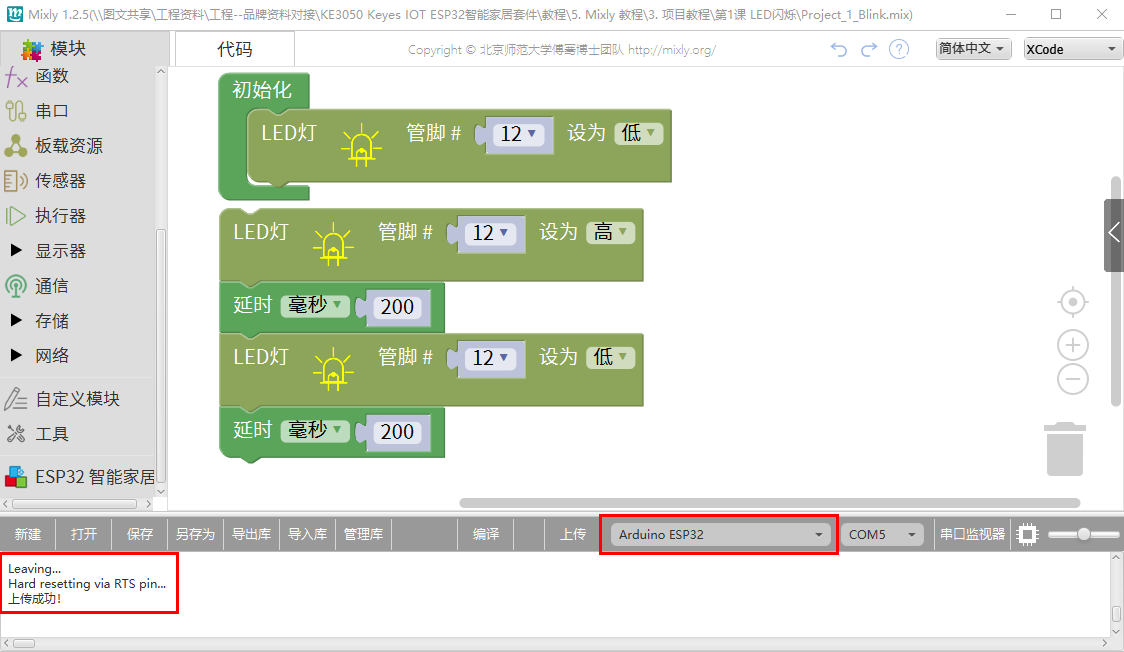 Mixly 1.2.5(\\图文共享\工程资料\工程--品牌资料对接\KE3050 Keyes IOT ESP32智能家居套件\教程\5. Mixly 教程\3. 项目教程\第1课 LED闪烁\Project_1_Blink.mix)
模块
代码
Copyright © 北京师范大学傅骞博士团队 http://mixly.org/
?
简体中文
XCode
函数
串口
板载资源
传感器
执行器
显示器
通信
存储
网络
自定义模块
工具
ESP32 智能家居
初始化
LED灯 管脚 # 12 设为 低
LED灯 管脚 # 12 设为 高
延时 毫秒 200
LED灯 管脚 # 12 设为 低
延时 毫秒 200
新建 打开 保存 另存为 导出库 导入库 管理库 编译 上传 Arduino ESP32 COM5 串口监视器
Leaving...
Hard resetting via RTS pin...
上传成功!